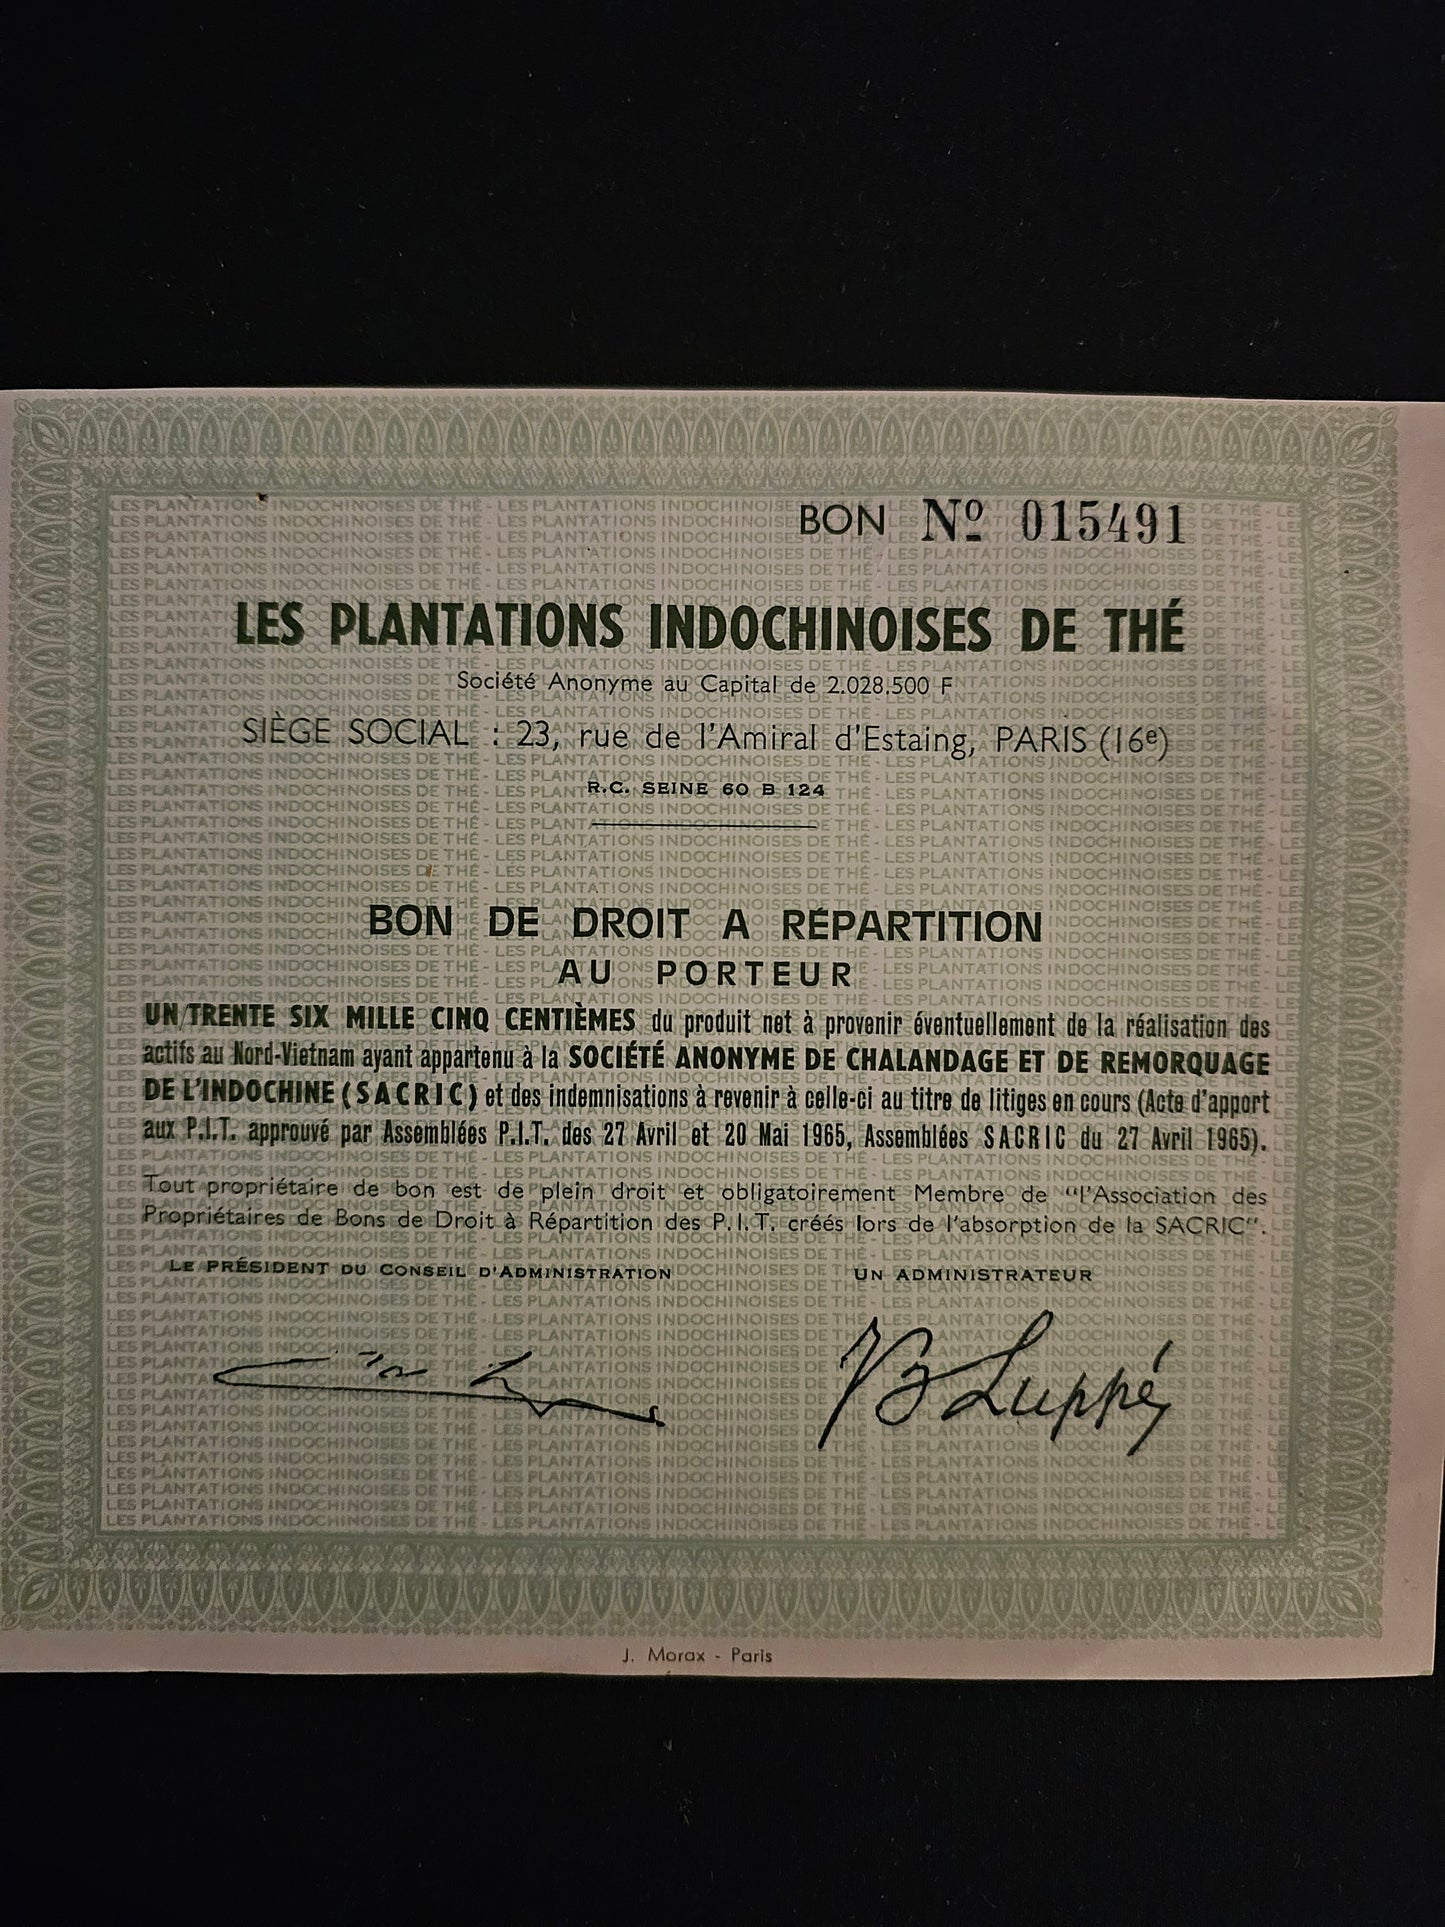 BON Nº 015491
LES PLANTATIONS INDOCHINOISES DE THÉ
Société Anonyme au Capital de 2.028.500 F
SIÈGE SOCIAL : 23, rue de l'Amiral d'Estaing, PARIS (16e)
R.C. SEINE 60 B 124
BON DE DROIT A RÉPARTITION
AU PORTEUR
UN TRENTE SIX MILLE CINQ CENTIÈMES du produit net à provenir éventuellement de la réalisation des
actifs au Nord-Vietnam ayant appartenu à la SOCIÉTÉ ANONYME DE CHALANDAGE ET DE REMORQUAGE
DE L'INDOCHINE (SACRIC) et des indemnisations à revenir à celle-ci au titre de litiges en cours (Acte d'apport
aux P.I.T. approuvé par Assemblées P.I.T. des 27 Avril et 20 Mai 1965, Assemblées SACRIC du 27 Avril 1965).
Tout propriétaire de bon est de plein droit et obligatoirement Membre de "l'Association des
Propriétaires de Bons de Droit à Répartition des P.I.T. créés lors de l'absorption de la SACRIC".
LE PRÉSIDENT DU CONSEIL D'ADMINISTRATION UN ADMINISTRATEUR
Luppé
J. Morax - Paris